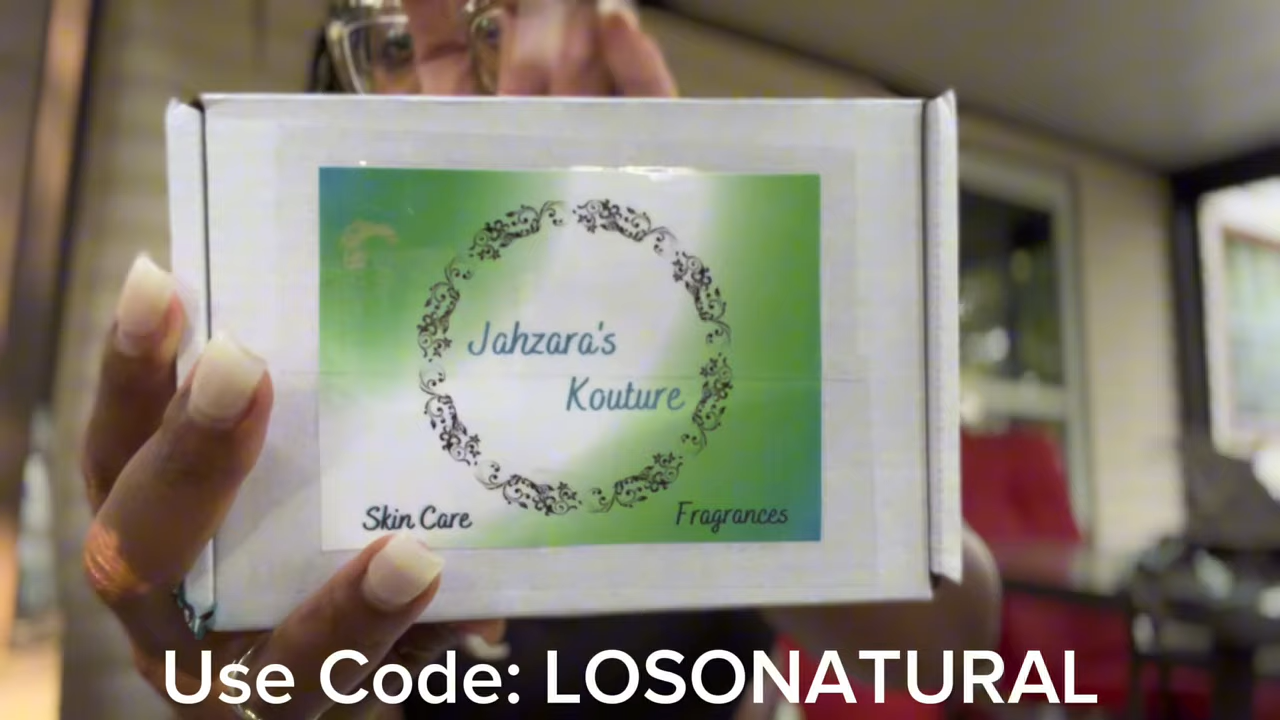 Jahzara's
Kouture
Skin Care
Fragrances
Use Code: LOSONATURAL